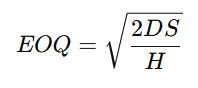 EOQ = √(2DS/H)